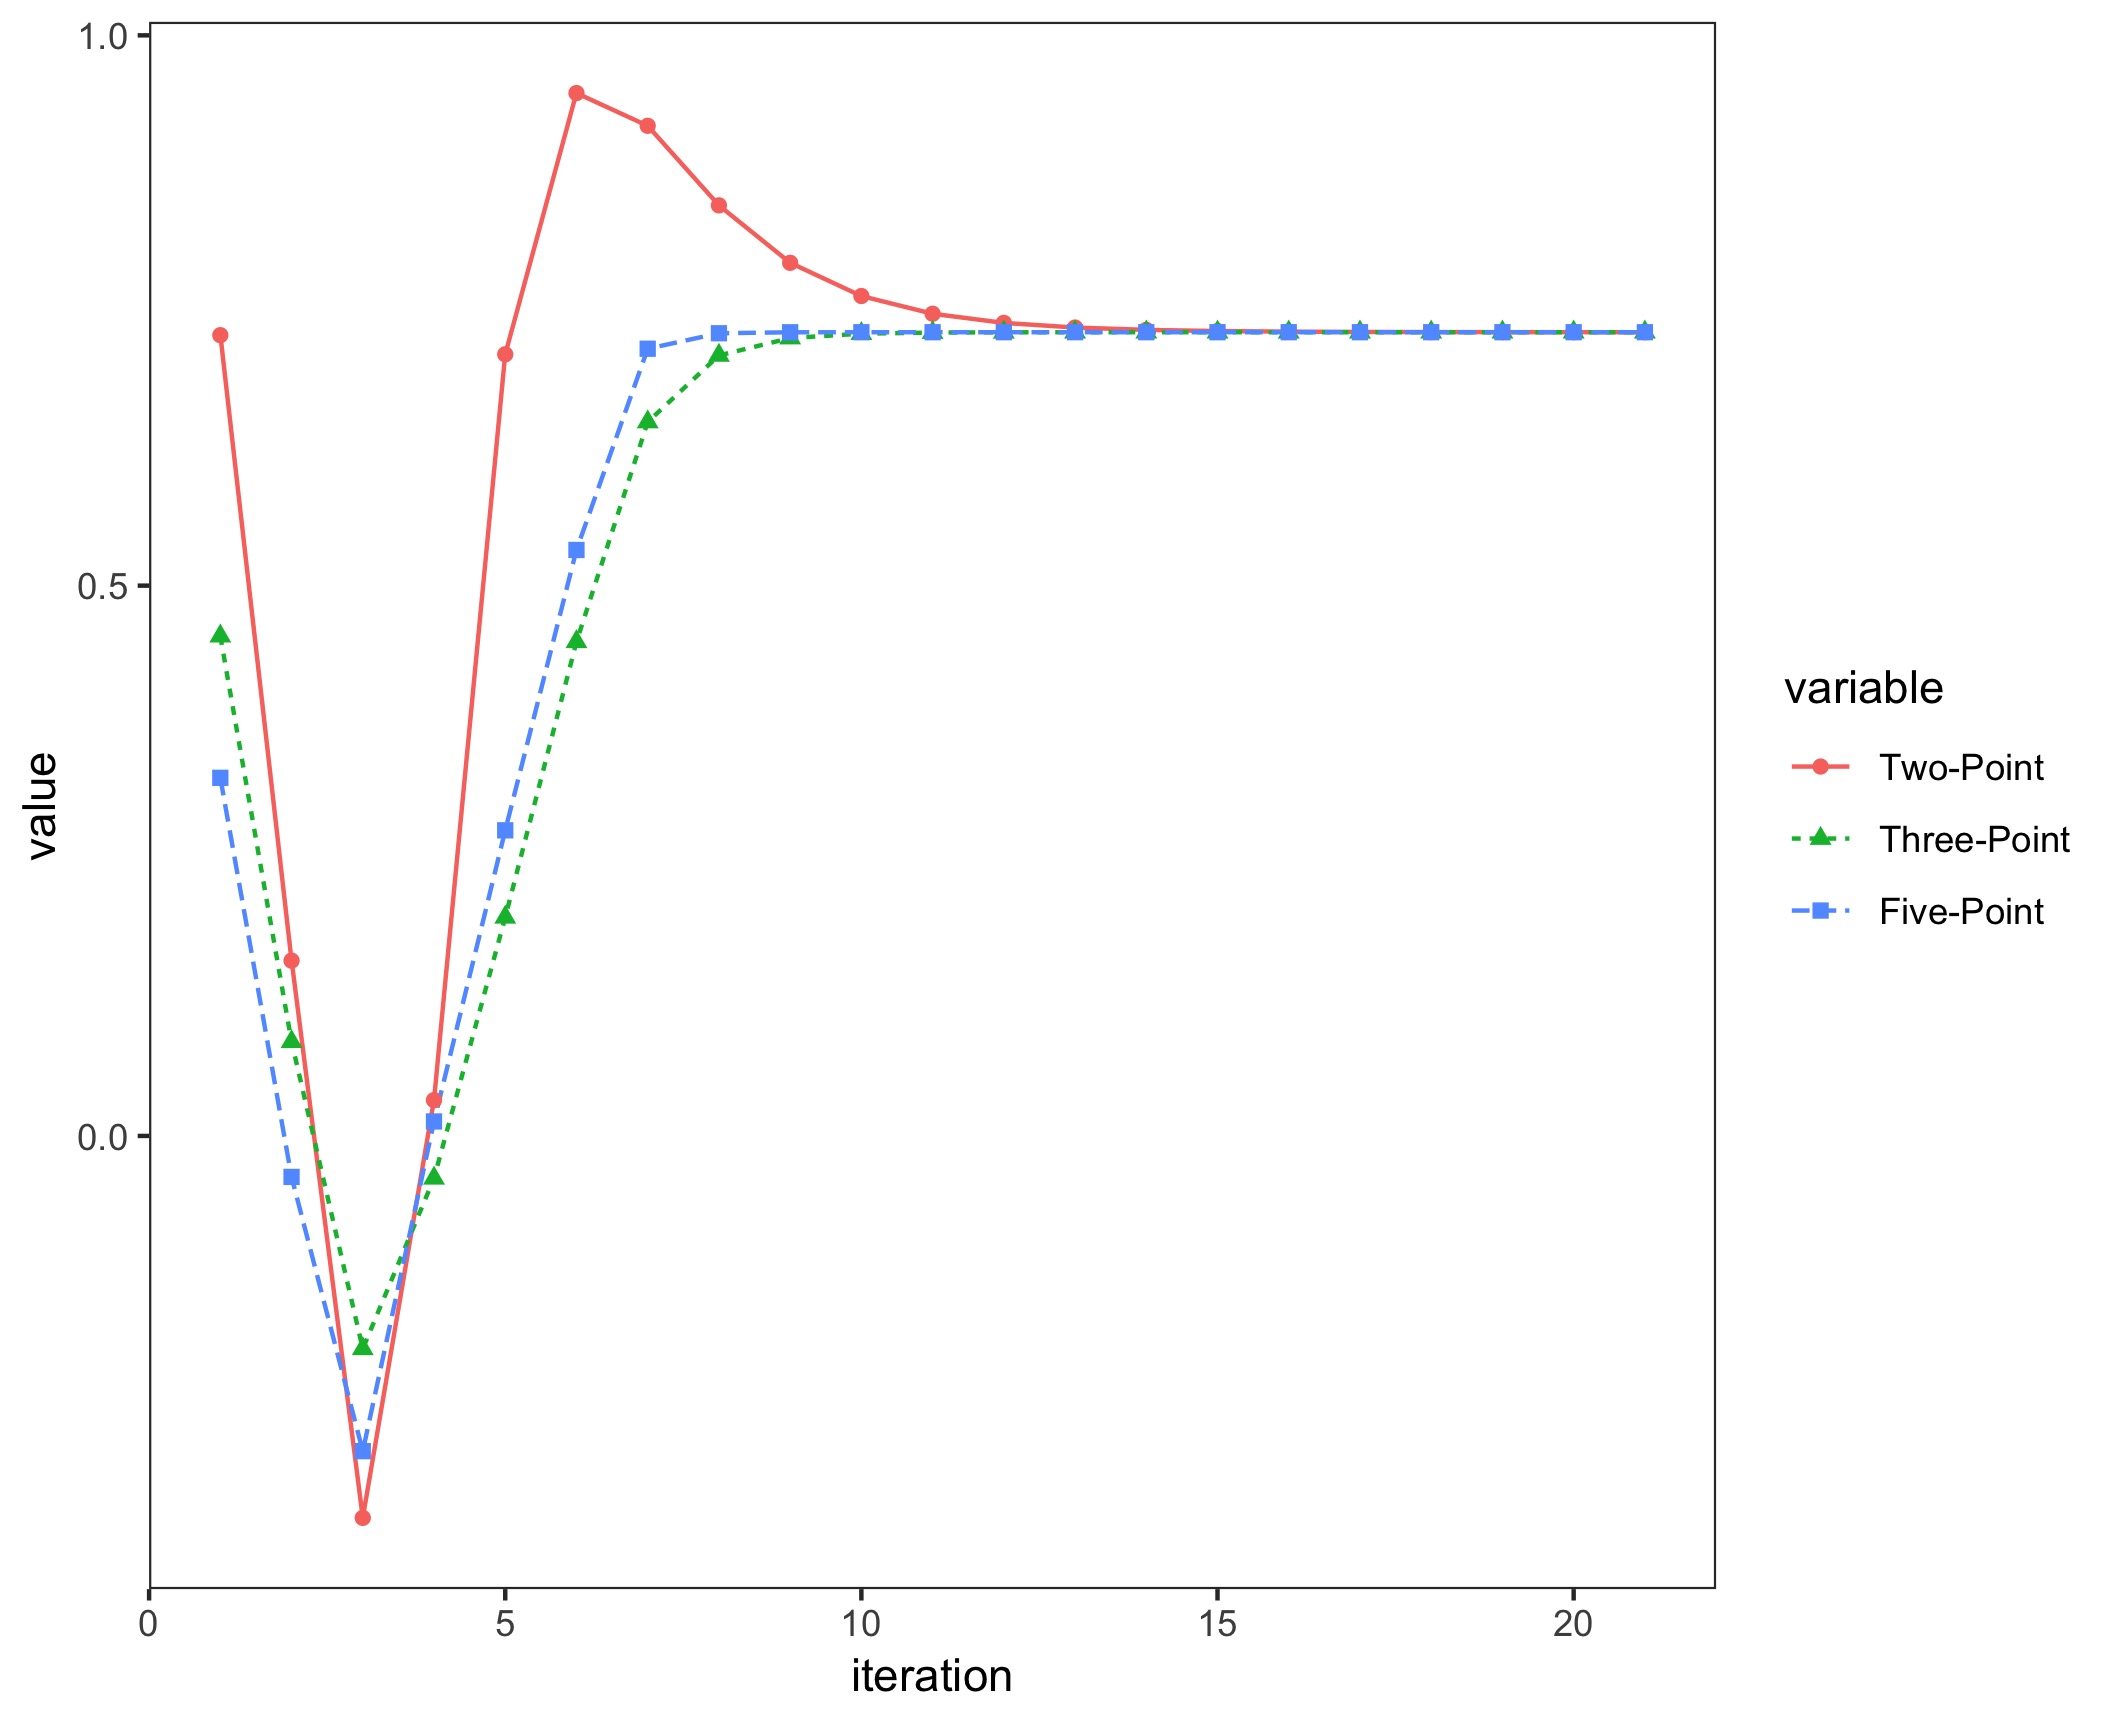 1.0
0.5
0.0
value
0 5 10 15 20
iteration
variable
Two-Point
Three-Point
Five-Point